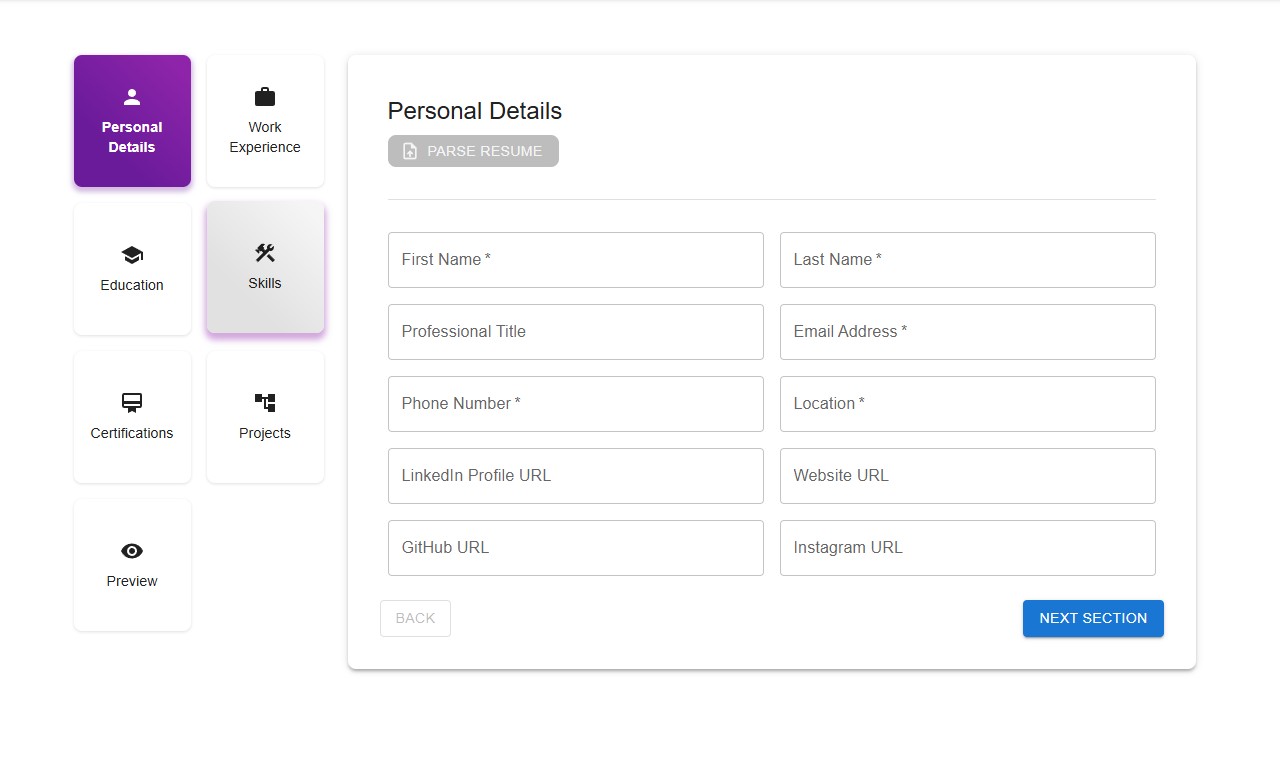 Personal
Details
Work
Experience
Education
Skills
Certifications
Projects
Preview
Personal Details
PARSE RESUME
First Name *
Last Name *
Professional Title
Email Address *
Phone Number *
Location *
LinkedIn Profile URL
Website URL
GitHub URL
Instagram URL
BACK
NEXT SECTION